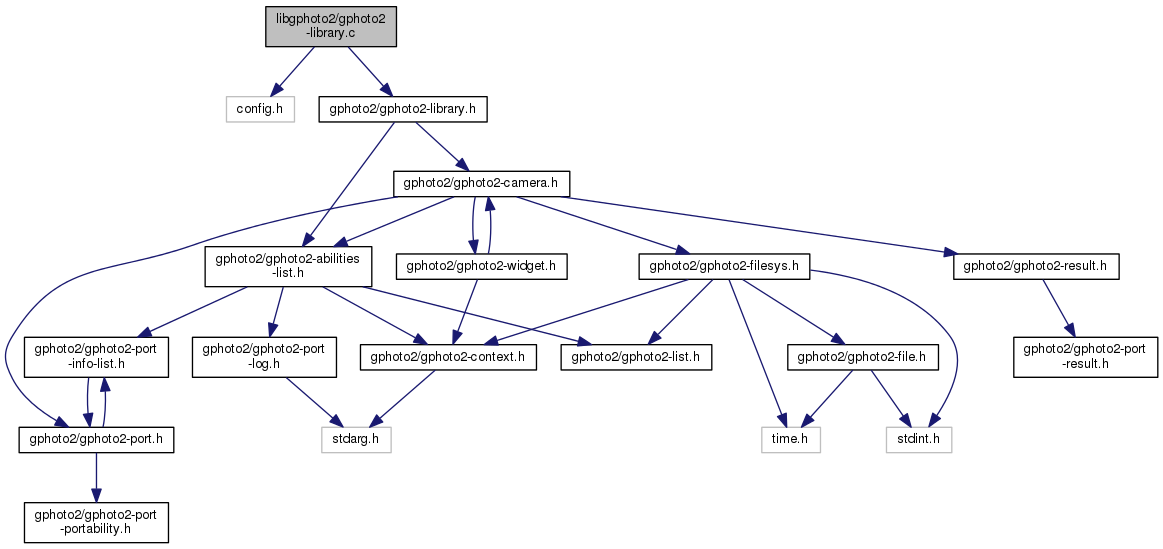 libgphoto2/gphoto2
-library.c
config.h
gphoto2/gphoto2-library.h
gphoto2/gphoto2-camera.h
gphoto2/gphoto2-abilities
-list.h
gphoto2/gphoto2-widget.h
gphoto2/gphoto2-filesys.h
gphoto2/gphoto2-result.h
gphoto2/gphoto2-port
-info-list.h
gphoto2/gphoto2-port
-log.h
gphoto2/gphoto2-context.h
gphoto2/gphoto2-list.h
gphoto2/gphoto2-file.h
gphoto2/gphoto2-port
-result.h
gphoto2/gphoto2-port.h
stdarg.h
time.h
stdint.h
gphoto2/gphoto2-port
-portability.h